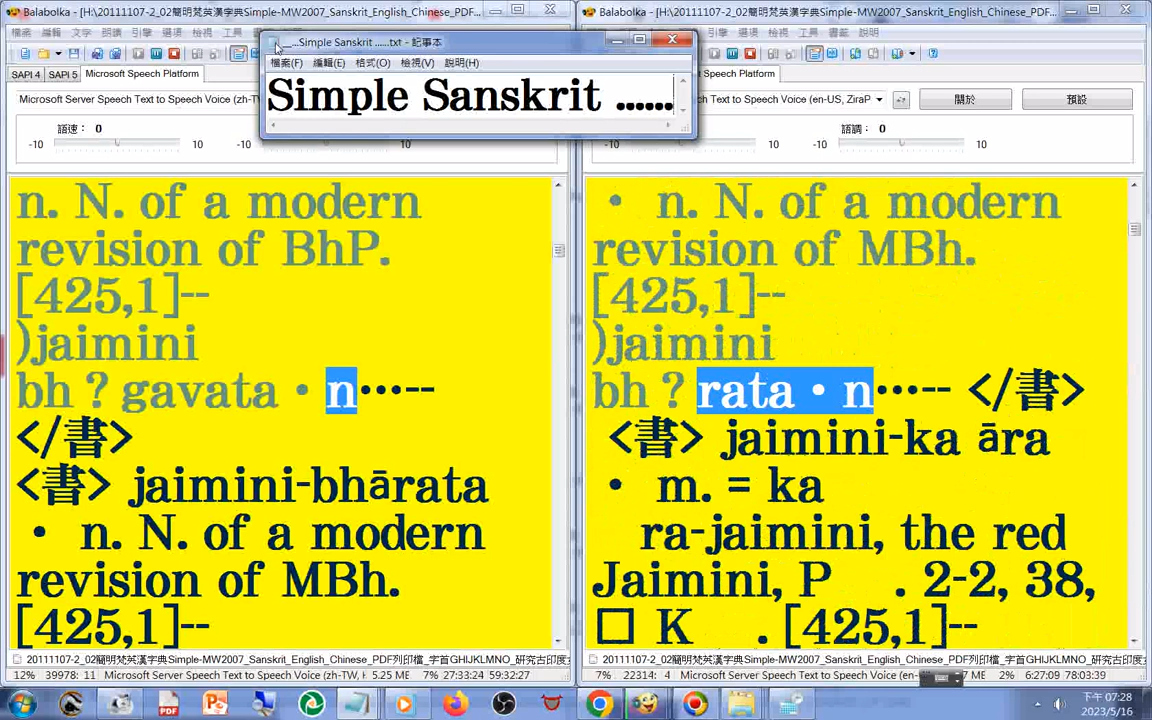 Balabolka - [H:\20111107-2_02簡明梵英漢字典Simple-MW2007_Sanskrit_English_Chinese_PDF...
Balabolka - [H:\20111107-2_02簡明梵英漢字典Simple-MW2007_Sanskrit_English_Chinese_PDF...
檔案 編輯 文字 朗讀
__...Simple Sanskrit ......txt - 記事本
檔案(F) 編輯(E) 格式(O) 檢視(V) 說明(H)
Simple Sanskrit ......
SAPI 4 SAPI 5 Microsoft Speech Platform
Speech Platform
Microsoft Server Speech Text to Speech Voice (zh-T
Microsoft Server Speech Text to Speech Voice (en-US, ZiraP
關於
預設
語速： 0
-10 10 -10 10
語調： 0
-10 10 -10 10
n. N. of a modern
revision of BhP.
[425,1]--
)jaimini
bh ? gavata • n…--
</書>
<書> jaimini-bhārata
• n. N. of a modern
revision of MBh.
[425,1]--
• n. N. of a modern
revision of MBh.
[425,1]--
)jaimini
bh ? rata • n…-- </書>
<書> jaimini-ka āra
• m. = ka
ra-jaimini, the red
Jaimini, P . 2-2, 38,
□ K . [425,1]--
20111107-2_02簡明梵英漢字典Simple-MW2007_Sanskrit_English_Chinese_PDF列印檔_字首GHIJKLMNO_研究古印度
20111107-2_02簡明梵英漢字典Simple-MW2007_Sanskrit_English_Chinese_PDF列印檔_字首GHIJKLMNO_研究古印度
12% 39978: 11 Microsoft Server Speech Text to Speech Voice (zh-TW, 5.25 ME 7% 27:33:24 59:32:27
7% 22314: 4 Microsoft Server Speech Text to Speech Voice (en-US, ME 2% 6:27:09 78:03:39
下午 07:28
2023/5/16